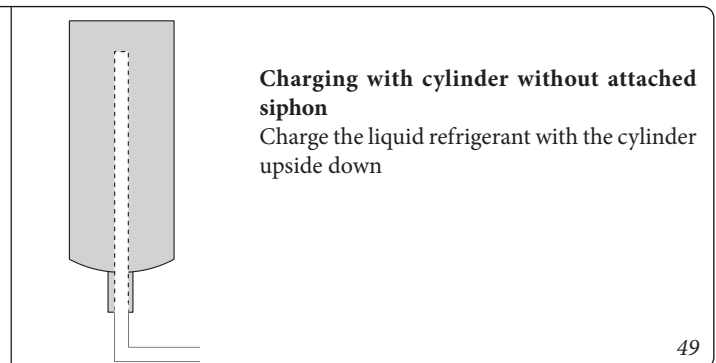 Charging with cylinder without attached
siphon
Charge the liquid refrigerant with the cylinder
upside down
49